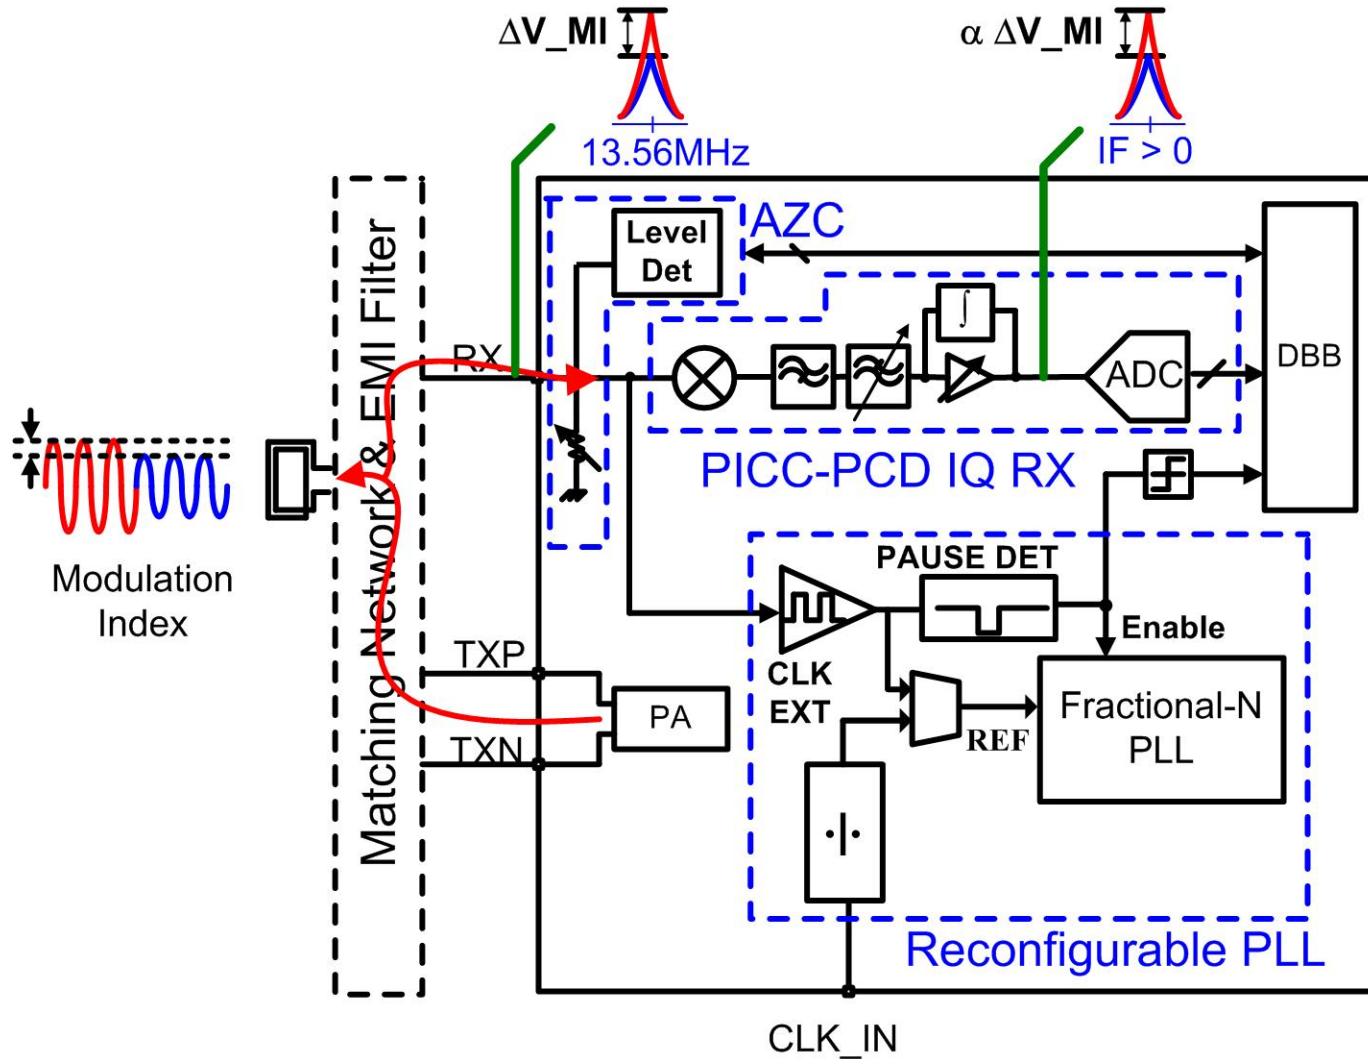 ΔV_MI
α ΔV_MI
13.56MHz
IF > 0
AZC
Level
Det
Matching Network & EMI Filter
RX
∫
ADC
DBB
PICC-PCD IQ RX
Modulation
Index
PAUSE DET
Enable
CLK
EXT
TXP
PA
TXN
REF
Fractional-N
PLL
Reconfigurable PLL
CLK_IN